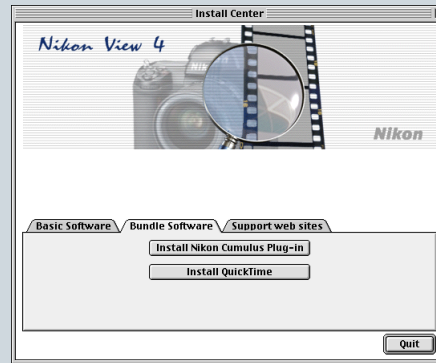 Install Center
Nikon View 4
NIKON
Nikon
Basic Software Bundle Software Support web sites
Install Nikon Cumulus Plug-in
Install QuickTime
Quit